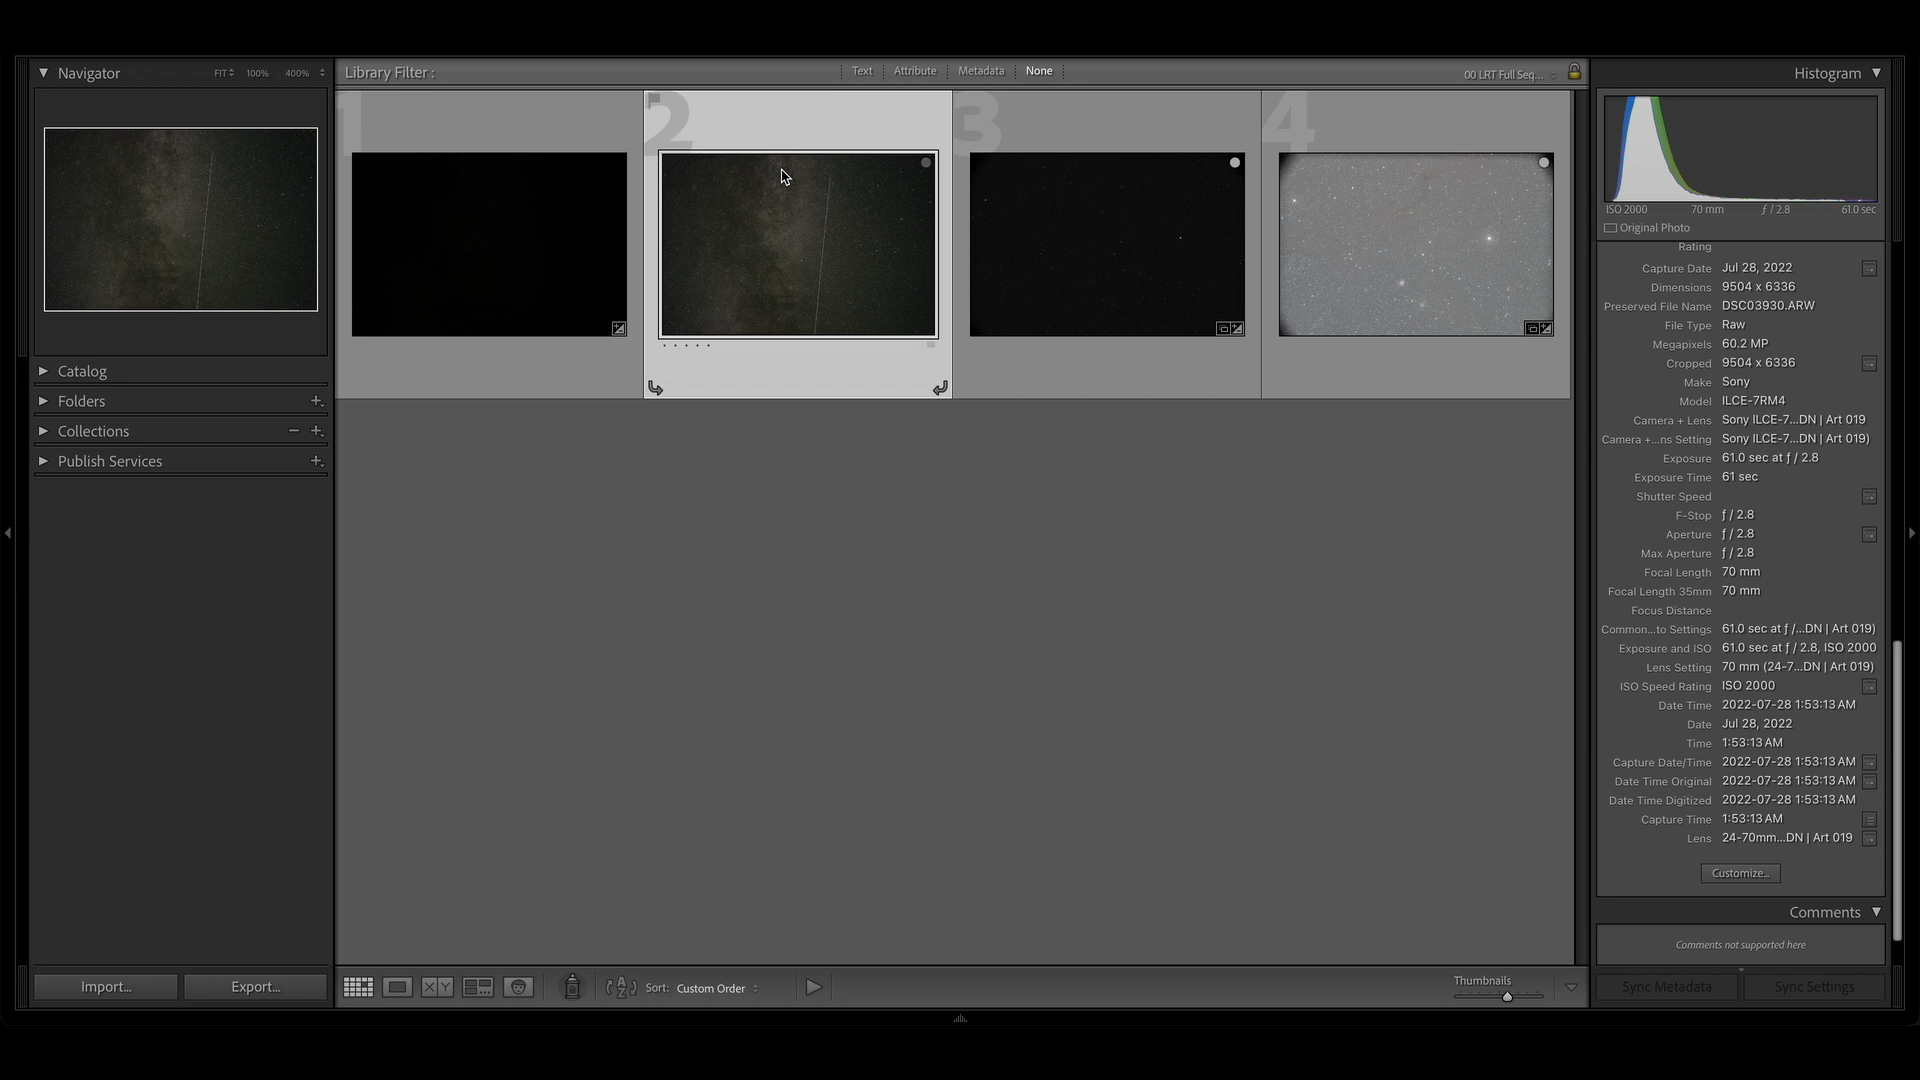 Navigator
FIT 100% 400%
Catalog
Folders
Collections
Publish Services
Import...
Export...
Library Filter :
Text Attribute Metadata None
00 LRT Full Seq...
1
2
3
4
Sort: Custom Order
Thumbnails
Histogram
ISO 2000 70 mm ƒ / 2.8 61.0 sec
Original Photo
Rating
Capture Date Jul 28, 2022
Dimensions 9504 x 6336
Preserved File Name DSC03930.ARW
File Type Raw
Megapixels 60.2 MP
Cropped 9504 x 6336
Make Sony
Model ILCE-7RM4
Camera + Lens Sony ILCE-7...DN | Art 019
Camera +...ns Setting Sony ILCE-7...DN | Art 019)
Exposure 61.0 sec at ƒ / 2.8
Exposure Time 61 sec
Shutter Speed
F-Stop ƒ / 2.8
Aperture ƒ / 2.8
Max Aperture ƒ / 2.8
Focal Length 70 mm
Focal Length 35mm 70 mm
Focus Distance
Common...to Settings 61.0 sec at ƒ /...DN | Art 019)
Exposure and ISO 61.0 sec at ƒ / 2.8, ISO 2000
Lens Setting 70 mm (24-7...DN | Art 019)
ISO Speed Rating ISO 2000
Date Time 2022-07-28 1:53:13 AM
Date Jul 28, 2022
Time 1:53:13 AM
Capture Date/Time 2022-07-28 1:53:13 AM
Date Time Original 2022-07-28 1:53:13 AM
Date Time Digitized 2022-07-28 1:53:13 AM
Capture Time 1:53:13 AM
Lens 24-70mm...DN | Art 019
Customize...
Comments
Comments not supported here
Sync Metadata
Sync Settings